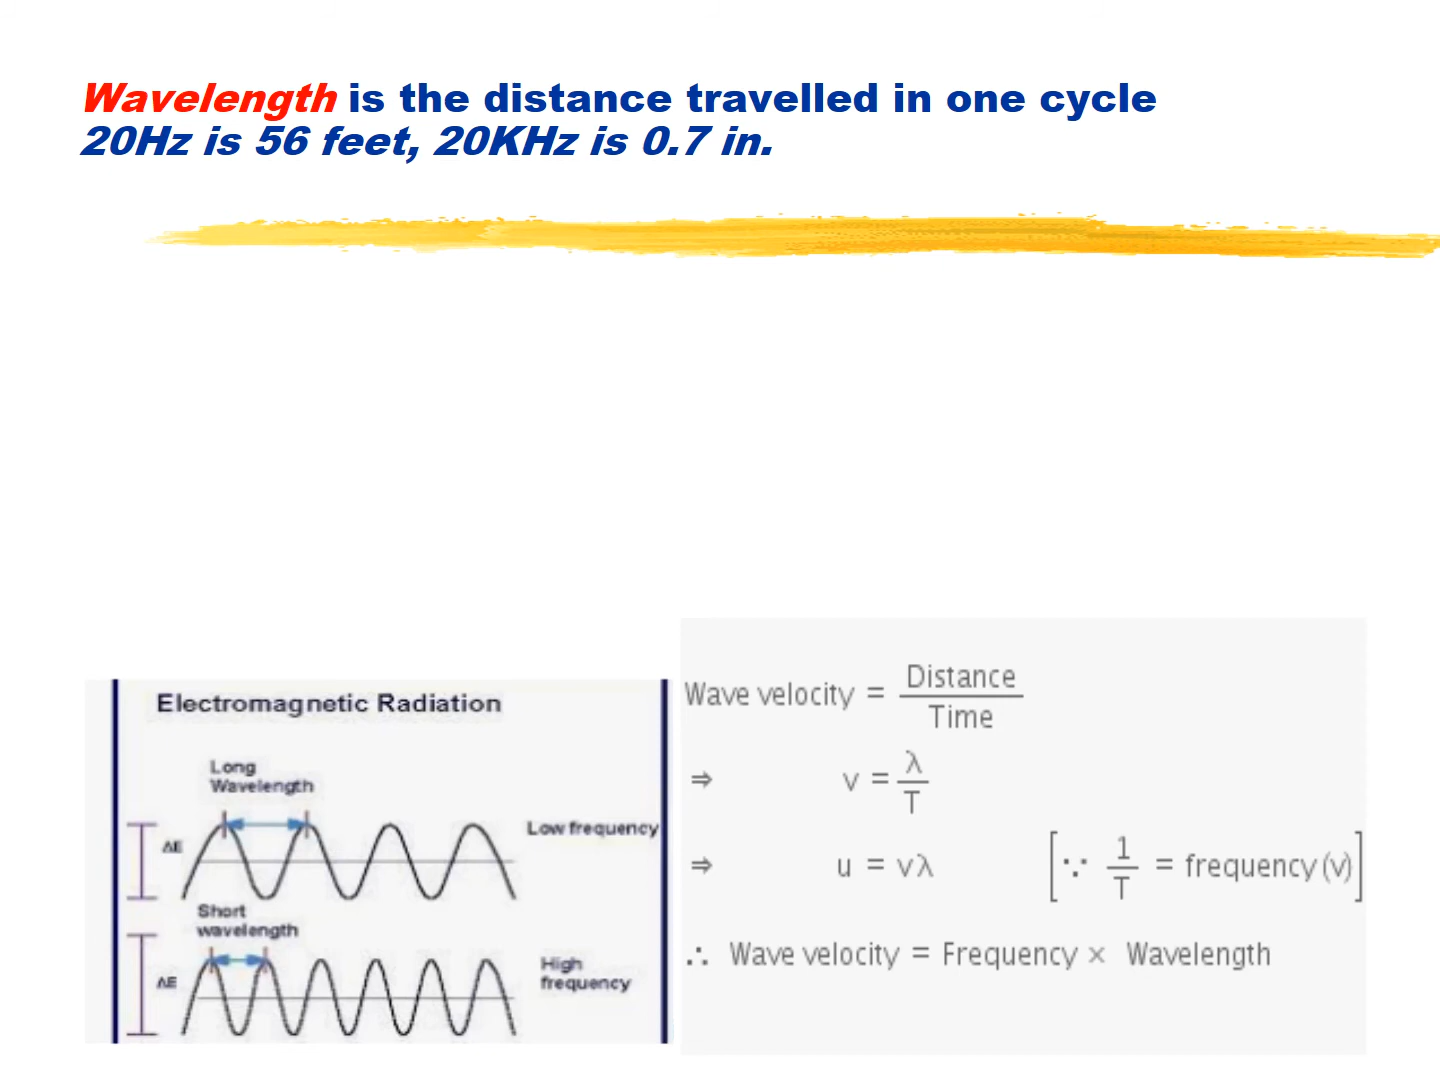 Wavelength is the distance travelled in one cycle
20Hz is 56 feet, 20KHz is 0.7 in.
Electromagnetic Radiation
Long
Wavelength
Low frequency
ΔE
Short
wavelength
High
frequency
ΔE
Wave velocity = Distance / Time
⇒ v = λ / T
⇒ u = vλ [∵ 1 / T = frequency (v)]
∴ Wave velocity = Frequency × Wavelength